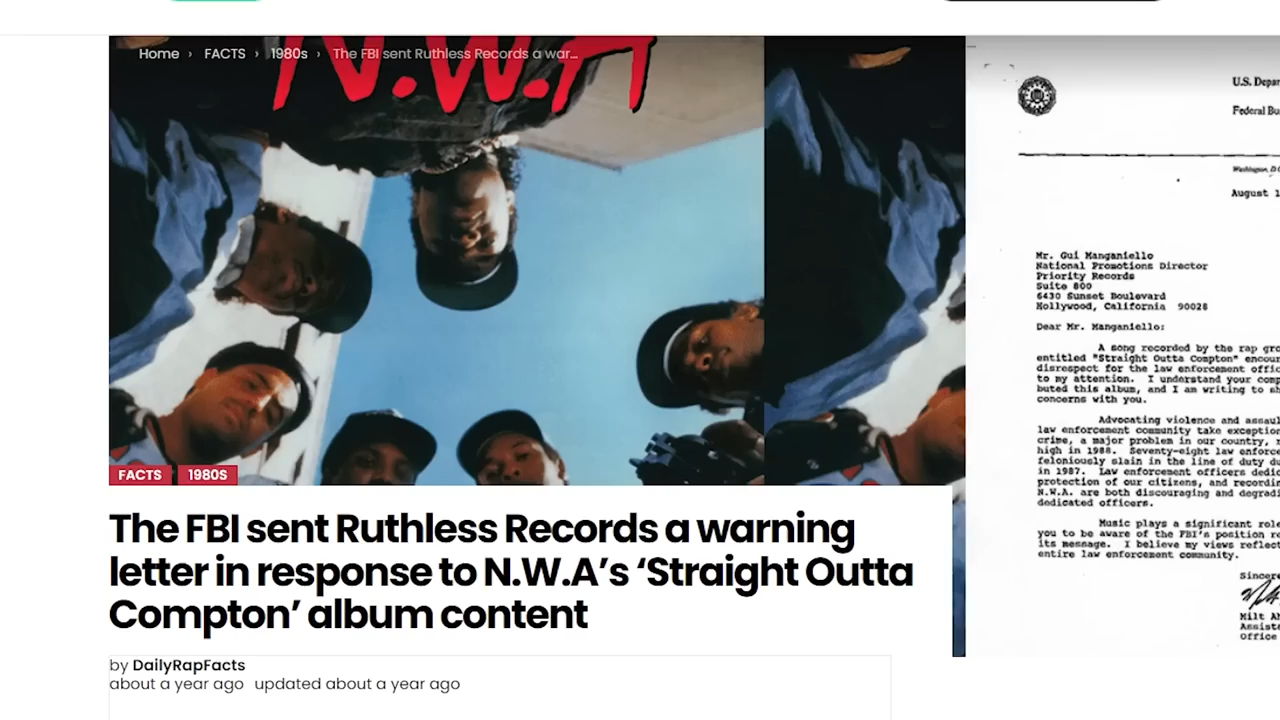 N.W.A
Home › FACTS › 1980s › The FBI sent Ruthless Records a war...
FACTS 1980S
The FBI sent Ruthless Records a warning
letter in response to N.W.A’s ‘Straight Outta
Compton’ album content
by DailyRapFacts
about a year ago updated about a year ago
U.S. Depar
Federal Bu
Washington, D.C
August 1
Mr. Gui Manganiello
National Promotions Director
Priority Records
Suite 800
6430 Sunset Boulevard
Hollywood, California 90028
Dear Mr. Manganiello:
A song recorded by the rap gro
entitled "Straight Outta Compton" encour
disrespect for the law enforcement offic
to my attention. I understand your comp
buted this album, and I am writing to sh
concerns with you.
Advocating violence and assaul
law enforcement community take exception
crime, a major problem in our country, r
high in 1988. Seventy-eight law enforce
feloniously slain in the line of duty du
in 1987. Law enforcement officers dedic
protection of our citizens, and recordin
N.W.A. are both discouraging and degradi
dedicated officers.
Music plays a significant role
you to be aware of the FBI's position re
its message. I believe my views reflect
entire law enforcement community.
Sincere
Milt Ah
Assista
Office